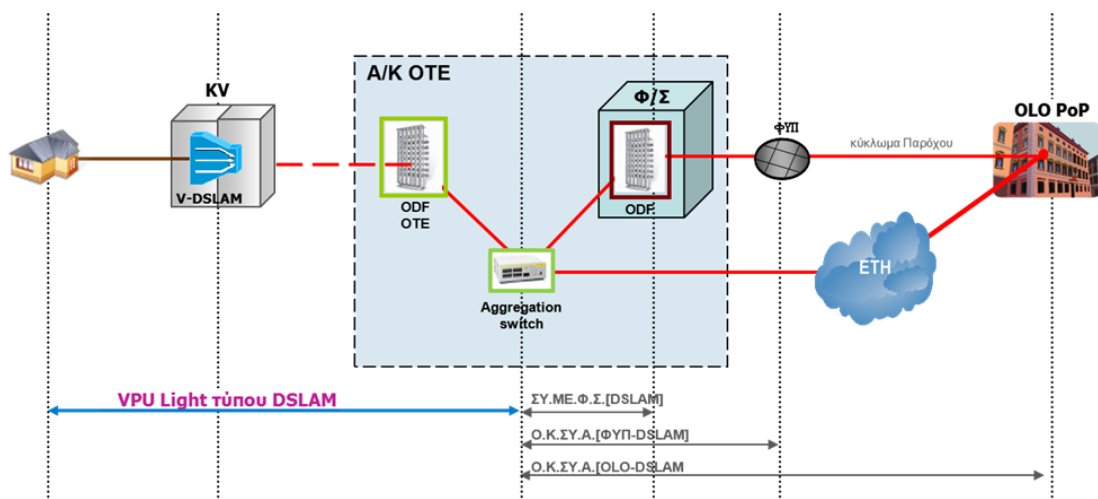 Α/Κ ΟΤΕ
KV
Φ/Σ
ΦΥΠ
OLO PoP
κύκλωμα Παρόχου
V-DSLAM
ODF
OTE
ODF
ETH
Aggregation
switch
VPU Light τύπου DSLAM
ΣΥ.ΜΕ.Φ.Σ.[DSLAM]
Ο.Κ.ΣΥ.Α.[ΦΥΠ-DSLAM]
Ο.Κ.ΣΥ.Α.[OLO-DSLAM